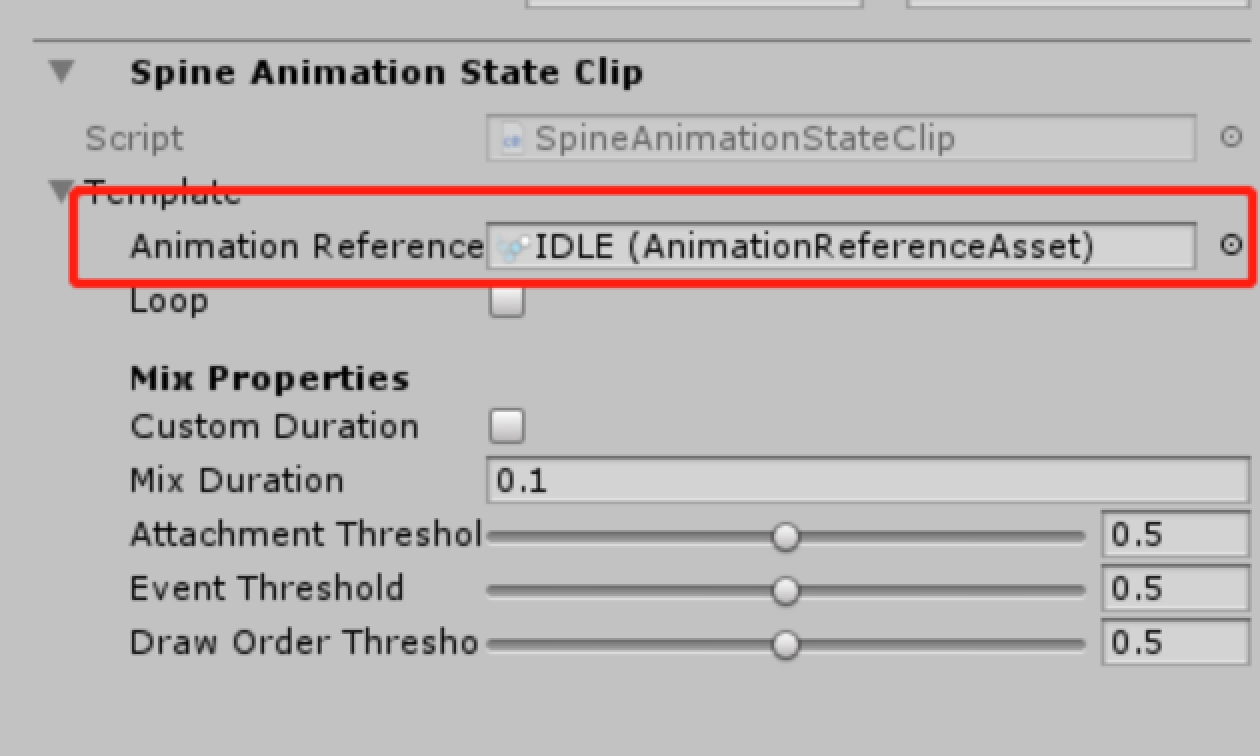 Spine Animation State Clip
Script SpineAnimationStateClip
Template
Animation Reference IDLE (AnimationReferenceAsset)
Loop
Mix Properties
Custom Duration
Mix Duration 0.1
Attachment Threshol 0.5
Event Threshold 0.5
Draw Order Thresho 0.5